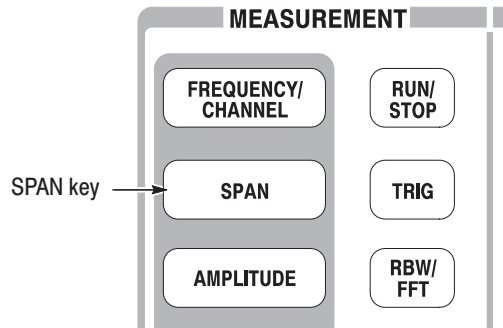 MEASUREMENT
FREQUENCY/
CHANNEL
RUN/
STOP
SPAN key
SPAN
TRIG
AMPLITUDE
RBW/
FFT